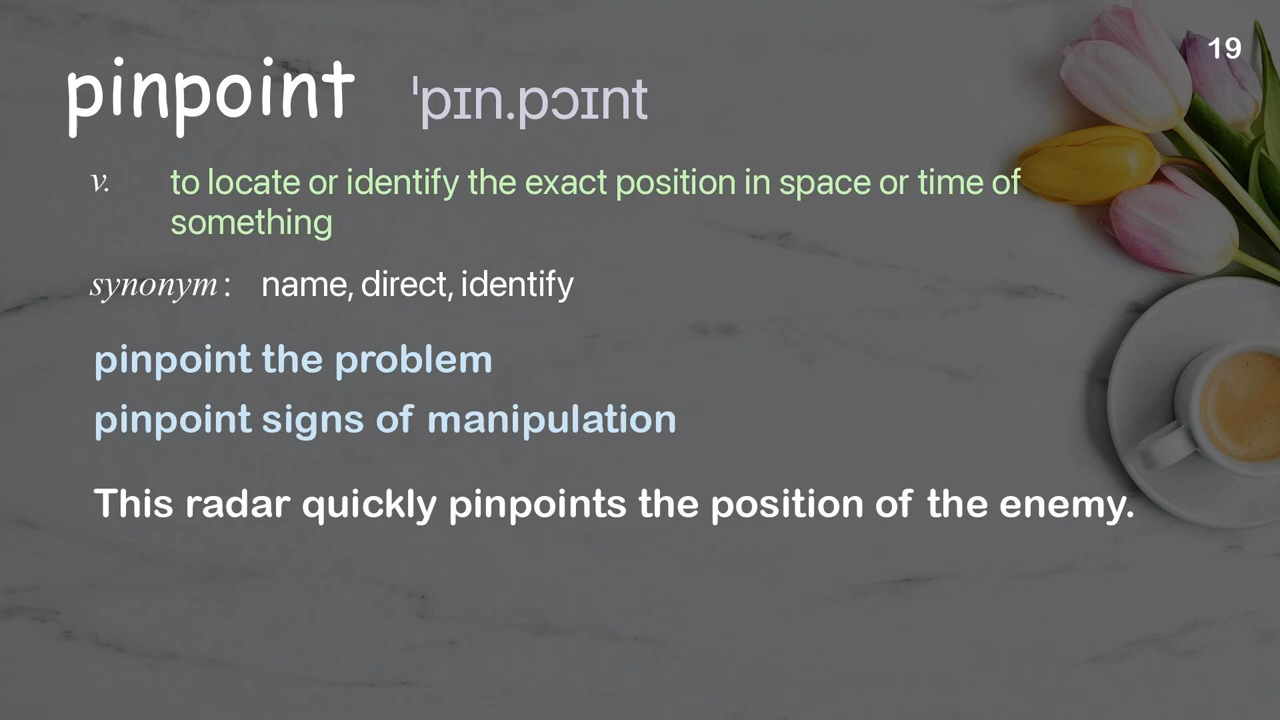 19
pinpoint ˈpɪn.pɔɪnt
v. to locate or identify the exact position in space or time of
something
synonym: name, direct, identify
pinpoint the problem
pinpoint signs of manipulation
This radar quickly pinpoints the position of the enemy.